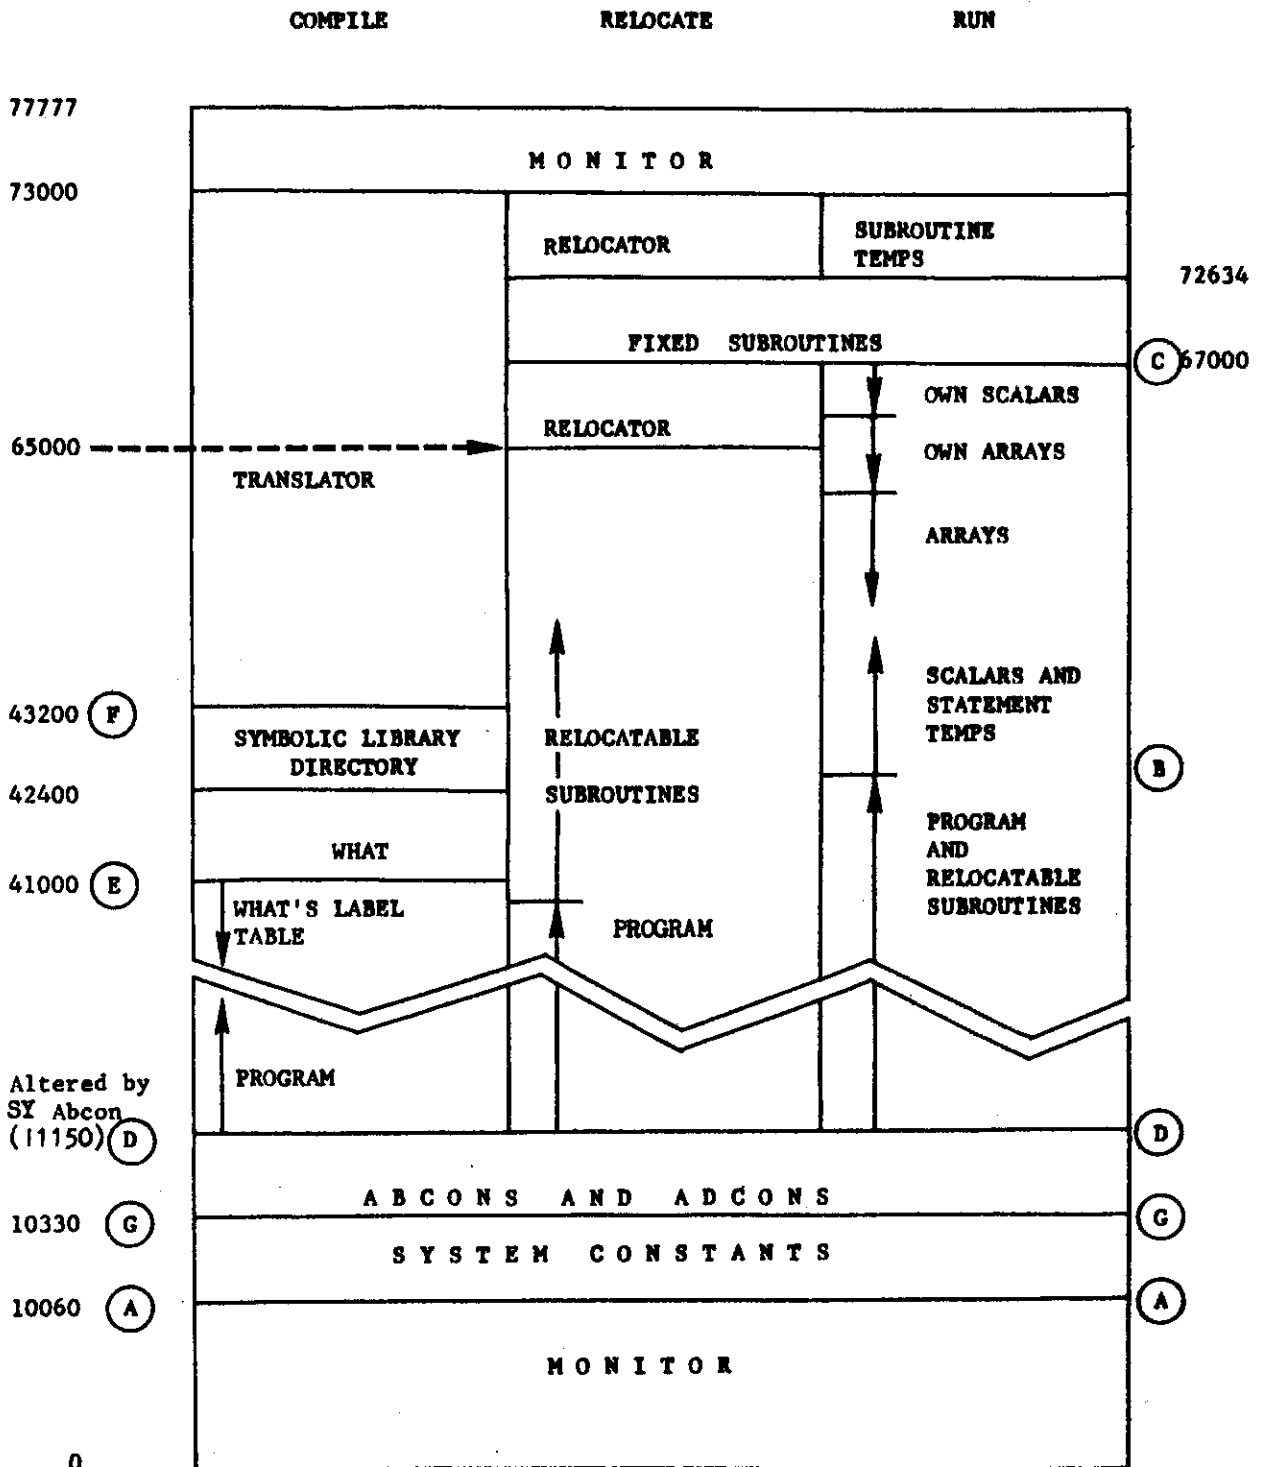 COMPILE RELOCATE RUN
77777
MONITOR
73000
RELOCATOR
SUBROUTINE
TEMPS
72634
FIXED SUBROUTINES
C 67000
OWN SCALARS
RELOCATOR
65000
OWN ARRAYS
TRANSLATOR
ARRAYS
SCALARS AND
STATEMENT
TEMPS
43200 F
SYMBOLIC LIBRARY
DIRECTORY
RELOCATABLE
B
42400
SUBROUTINES
PROGRAM
AND
RELOCATABLE
SUBROUTINES
WHAT
41000 E
WHAT'S LABEL
TABLE
PROGRAM
PROGRAM
Altered by
SY Abcon
(11150) D
D
ABCONS AND ADCONS
10330 G
G
SYSTEM CONSTANTS
10060 A
A
MONITOR
0